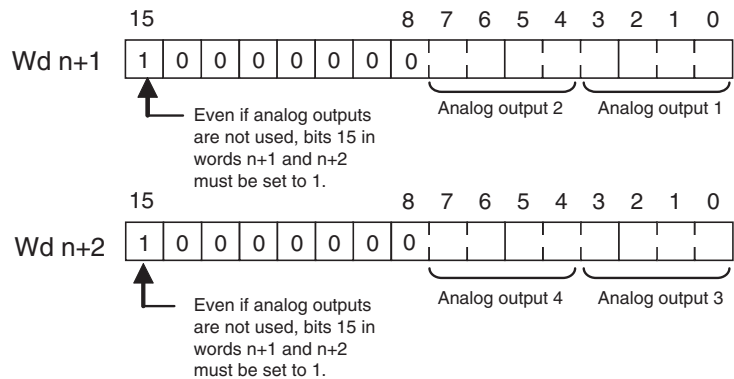 15 8 7 6 5 4 3 2 1 0
Wd n+1 1 0 0 0 0 0 0 0
Analog output 2 Analog output 1
Even if analog outputs
are not used, bits 15 in
words n+1 and n+2
must be set to 1.
15 8 7 6 5 4 3 2 1 0
Wd n+2 1 0 0 0 0 0 0 0
Analog output 4 Analog output 3
Even if analog outputs
are not used, bits 15 in
words n+1 and n+2
must be set to 1.